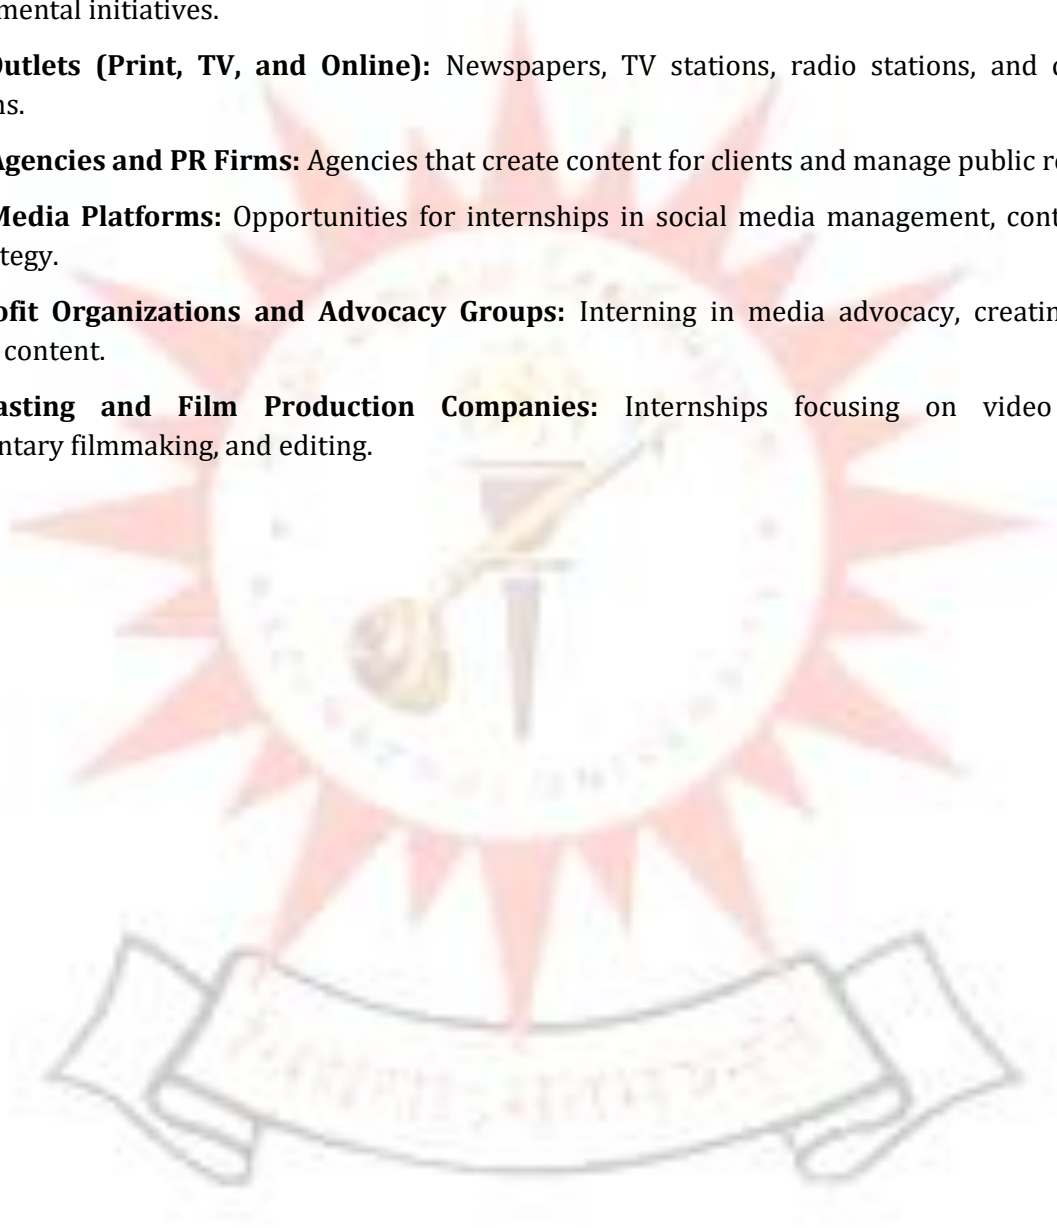 mental initiatives.
Outlets (Print, TV, and Online): Newspapers, TV stations, radio stations, and
ns.
Agencies and PR Firms: Agencies that create content for clients and manage public re
Media Platforms: Opportunities for internships in social media management, cont
tegy.
ofit Organizations and Advocacy Groups: Interning in media advocacy, creatin
content.
asting and Film Production Companies: Internships focusing on video
ntary filmmaking, and editing.